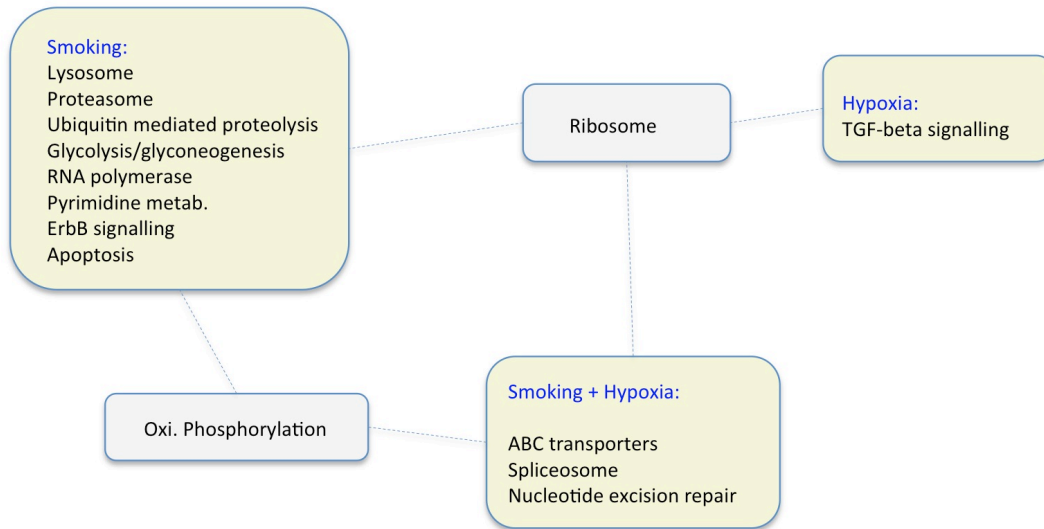 Smoking:
Lysosome
Proteasome
Ubiquitin mediated proteolysis
Glycolysis/glyconeogenesis
RNA polymerase
Pyrimidine metab.
ErbB signalling
Apoptosis
Ribosome
Hypoxia:
TGF-beta signalling
Oxi. Phosphorylation
Smoking + Hypoxia:
ABC transporters
Spliceosome
Nucleotide excision repair